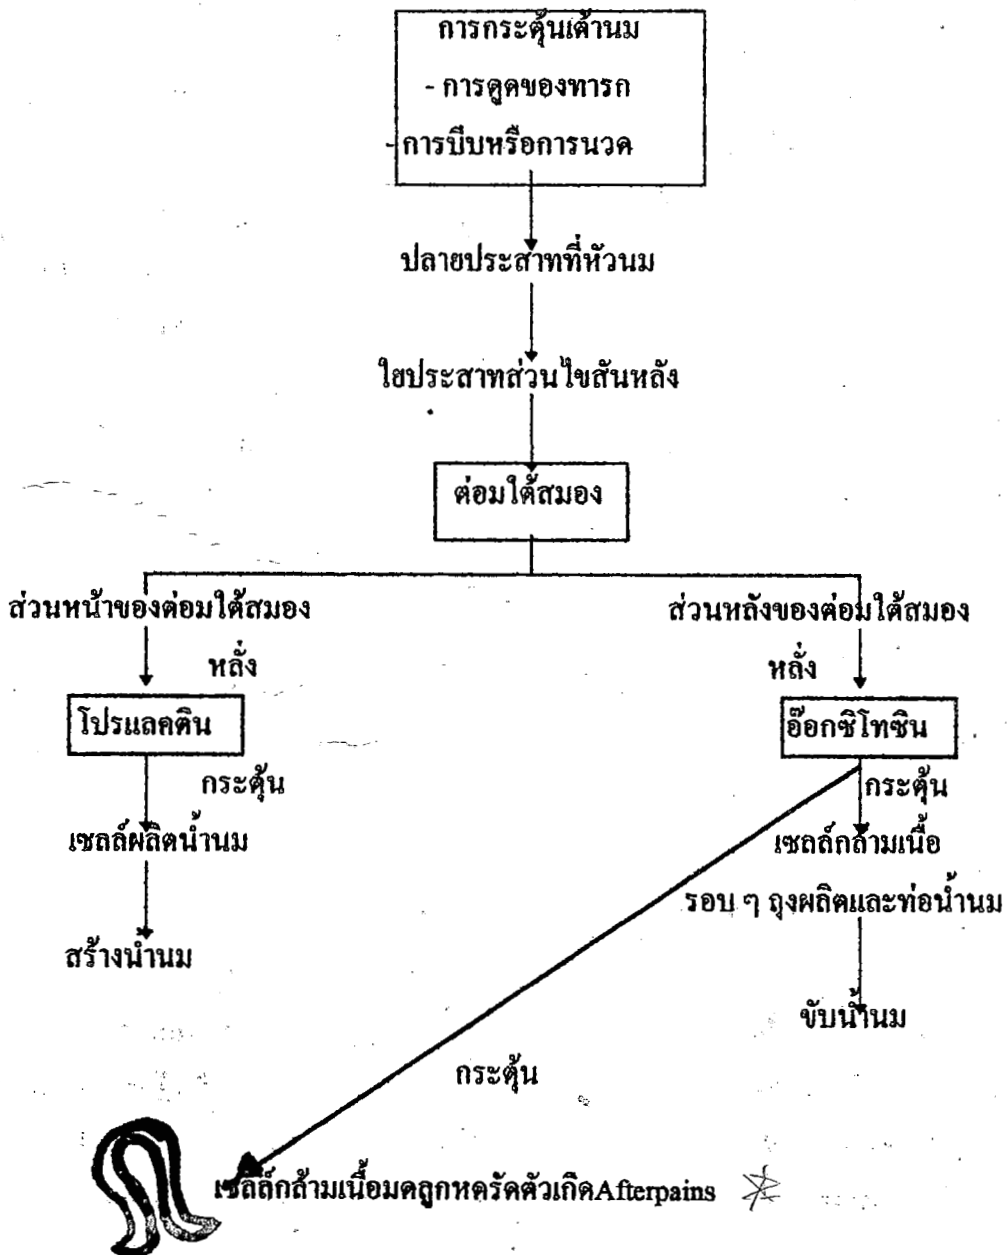 การกระตุ้นเต้านม
- การดูดของทารก
- การบีบหรือการนวด
ปลายประสาทที่หัวนม
ใยประสาทส่วนไขสันหลัง
ต่อมใต้สมอง
ส่วนหน้าของต่อมใต้สมอง
ส่วนหลังของต่อมใต้สมอง
หลั่ง
หลั่ง
โปรแลคติน
อ๊อกซิโทซิน
กระตุ้น
กระตุ้น
เซลล์ผลิตน้ำนม
เซลล์กล้ามเนื้อ
รอบ ๆ ถุงผลิตและท่อน้ำนม
สร้างน้ำนม
ขับน้ำนม
กระตุ้น
เซลล์กล้ามเนื้อมดลูกหดรัดตัวเกิดAfterpains